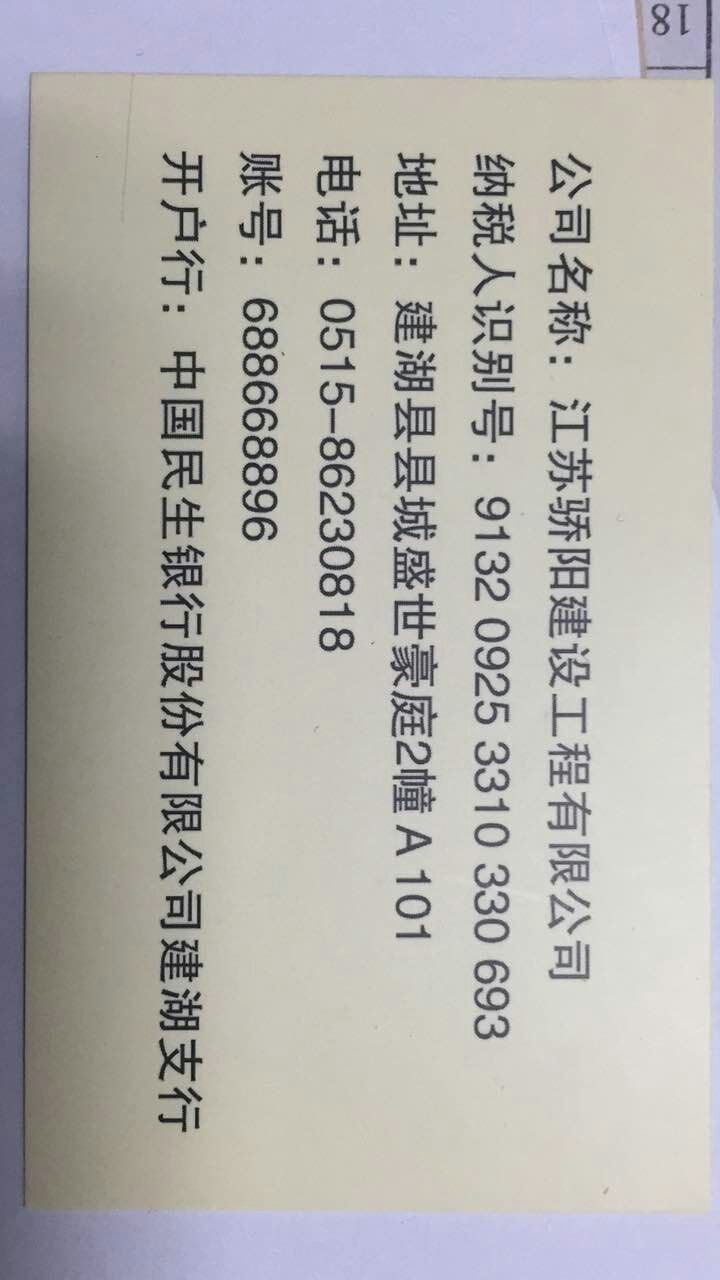 公司名称：江苏骄阳建设工程有限公司
纳税人识别号：9132 0925 3310 330 693
地址：建湖县县城盛世豪庭2幢 A 101
电话：0515-86230818
账号：688668896
开户行：中国民生银行股份有限公司建湖支行
18